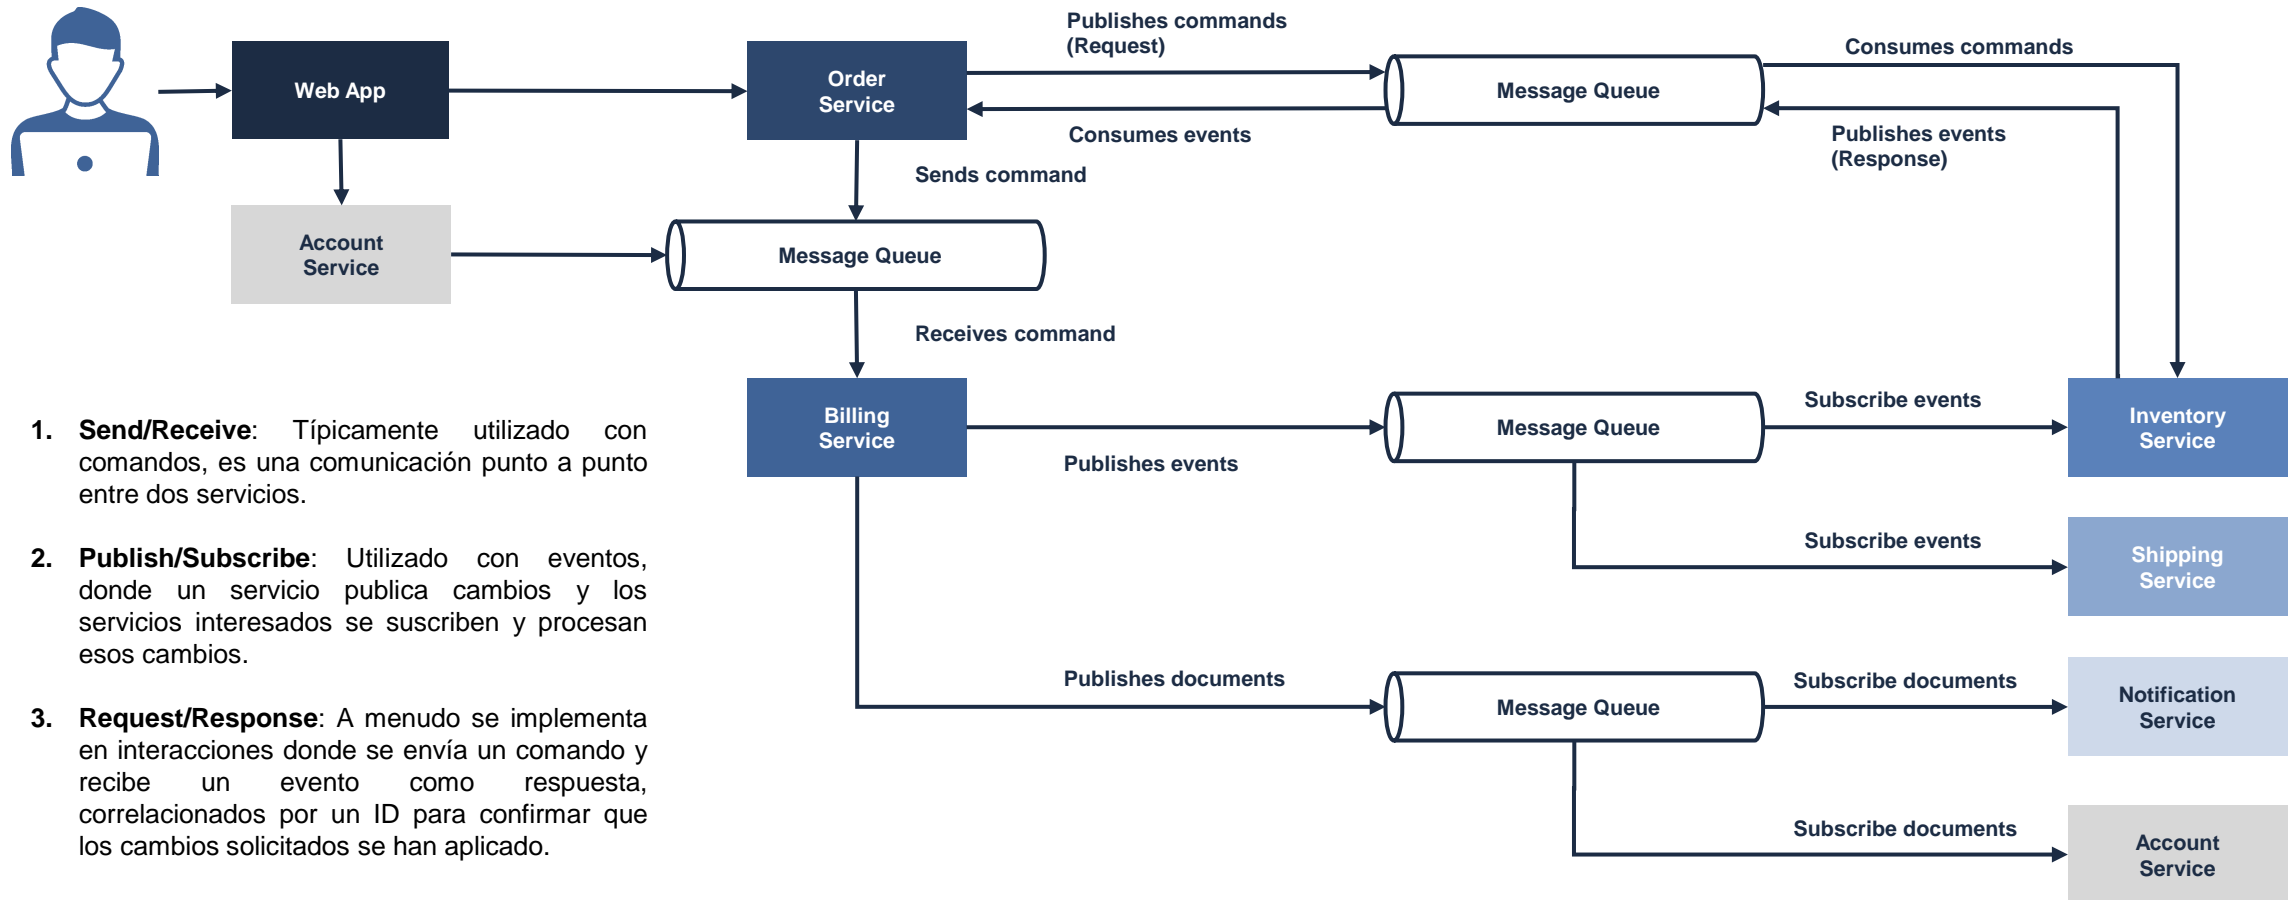 Publishes commands
(Request)
Consumes commands
Web App
Order
Service
Message Queue
Consumes events
Publishes events
(Response)
Sends command
Account
Service
Message Queue
Receives command
Billing
Service
Publishes events
Message Queue
Subscribe events
Inventory
Service
Subscribe events
Shipping
Service
Publishes documents
Message Queue
Subscribe documents
Notification
Service
Subscribe documents
Account
Service
1. Send/Receive: Típicamente utilizado con
comandos, es una comunicación punto a punto
entre dos servicios.
2. Publish/Subscribe: Utilizado con eventos,
donde un servicio publica cambios y los
servicios interesados se suscriben y procesan
esos cambios.
3. Request/Response: A menudo se implementa
en interacciones donde se envía un comando y
recibe un evento como respuesta,
correlacionados por un ID para confirmar que
los cambios solicitados se han aplicado.